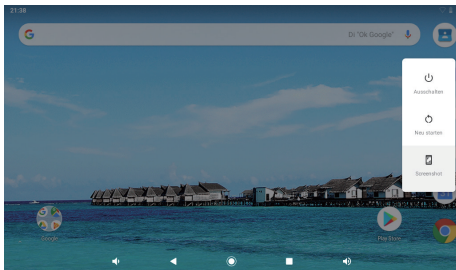 21:38
Di "Ok Google"
Ausschalten
Neu starten
Screenshot
Google
Play Store